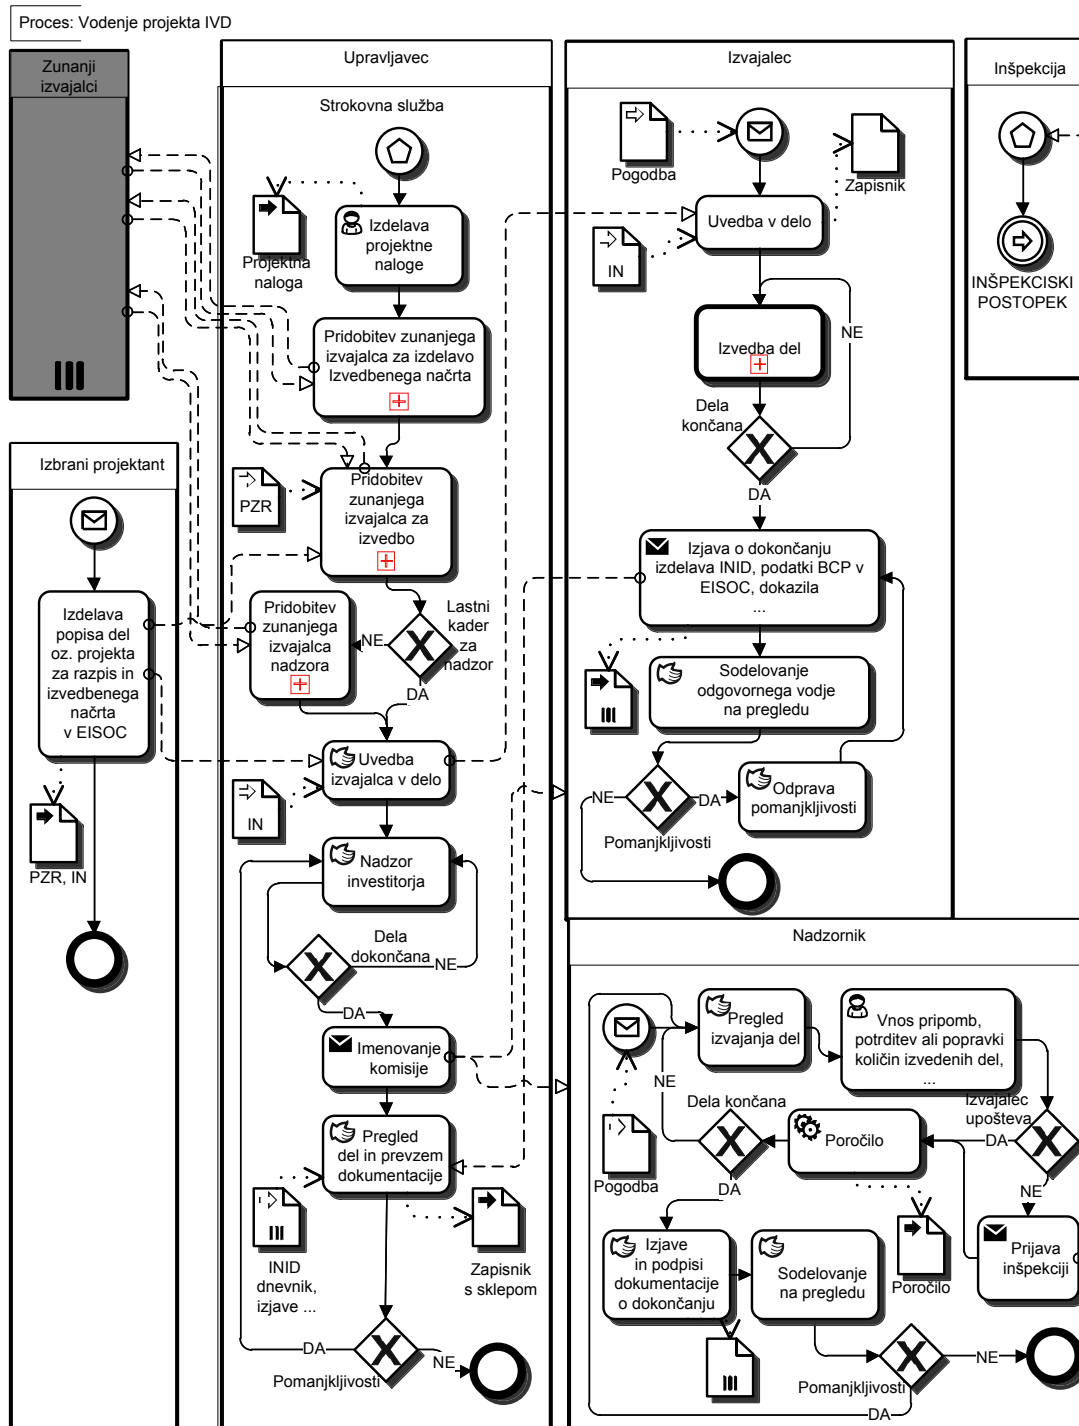 Proces: Vodenje projekta IVD
Zunanji
izvajalci
Upravljavec
Strokovna služba
Izdelava
projektne
naloge
Projektna
naloga
Pridobitev zunanjega
izvajalca za izdelavo
Izvedbenega načrta
PZR
Pridobitev
zunanjega
izvajalca za
izvedbo
Lastni
kader
za
nadzor
NE
DA
Pridobitev
zunanjega
izvajalca
nadzora
Uvedba
izvajalca v delo
IN
Nadzor
investitorja
Dela
dokončana
NE
DA
Imenovanje
komisije
Pregled
del in prevzem
dokumentacije
INID
dnevnik,
izjave ...
Zapisnik
s sklepom
DA
NE
Pomanjkljivosti
Izbrani projektant
Izdelava
popisa del
oz. projekta
za razpis in
izvedbenega
načrta
v EISOC
PZR, IN
Izvajalec
Pogodba
Zapisnik
Uvedba v delo
IN
NE
Izvedba del
Dela
končana
DA
Izjava o dokončanju
izdelava INID, podatki BCP v
EISOC, dokazila
...
Sodelovanje
odgovornega vodje
na pregledu
NE
DA
Odprava
pomanjkljivosti
Pomanjkljivosti
Inšpekcija
INŠPEKCISKI
POSTOPEK
Nadzornik
Pregled
izvajanja del
Vnos pripomb,
potrditev ali popravki
količin izvedenih del,
...
NE
Dela končana
Izvajalec
upošteva
Poročilo
DA
NE
Pogodba
DA
Izjave
in podpisi
dokumentacije
o dokončanju
Sodelovanje
na pregledu
Poročilo
Prijava
inšpekciji
NE
Pomanjkljivosti
DA